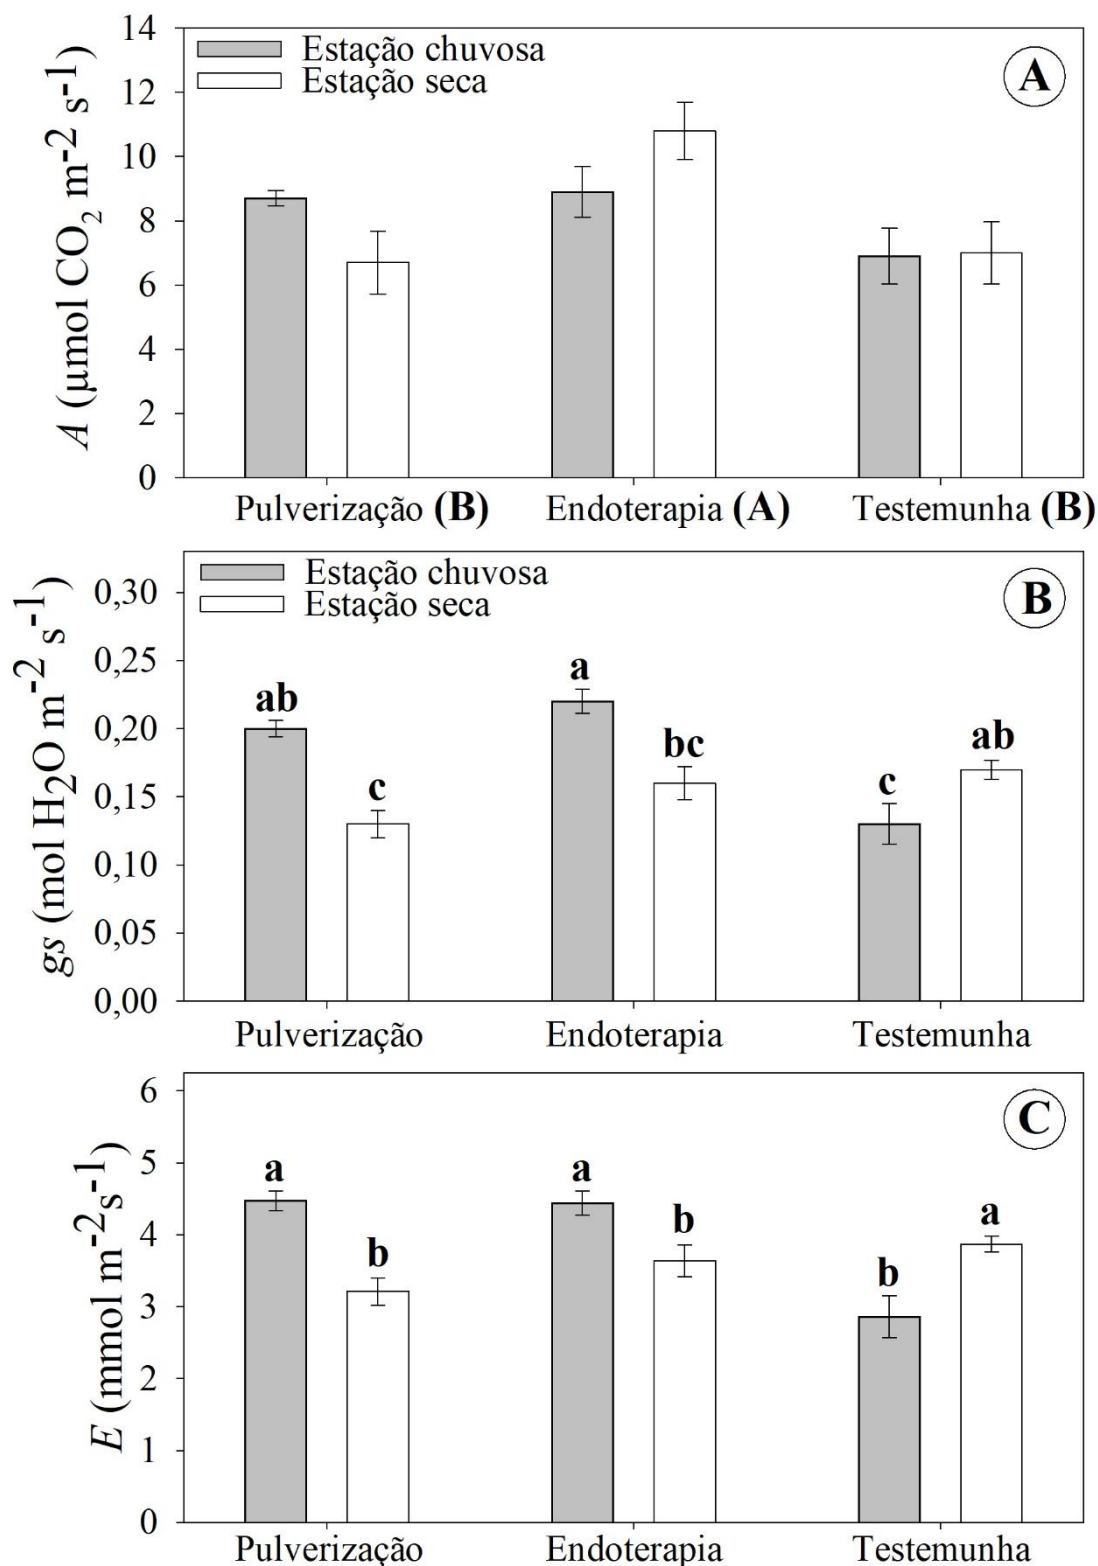 A (µmol CO₂ m⁻² s⁻¹)
14
12
10
8
6
4
2
0
Estação chuvosa
Estação seca
A
Pulverização (B) Endoterapia (A) Testemunha (B)
gs (mol H₂O m⁻² s⁻¹)
0,30
0,25
0,20
0,15
0,10
0,05
0,00
Estação chuvosa
Estação seca
B
ab c a bc c ab
Pulverização Endoterapia Testemunha
E (mmol m⁻²s⁻¹)
6
5
4
3
2
1
0
C
a b a b b a
Pulverização Endoterapia Testemunha